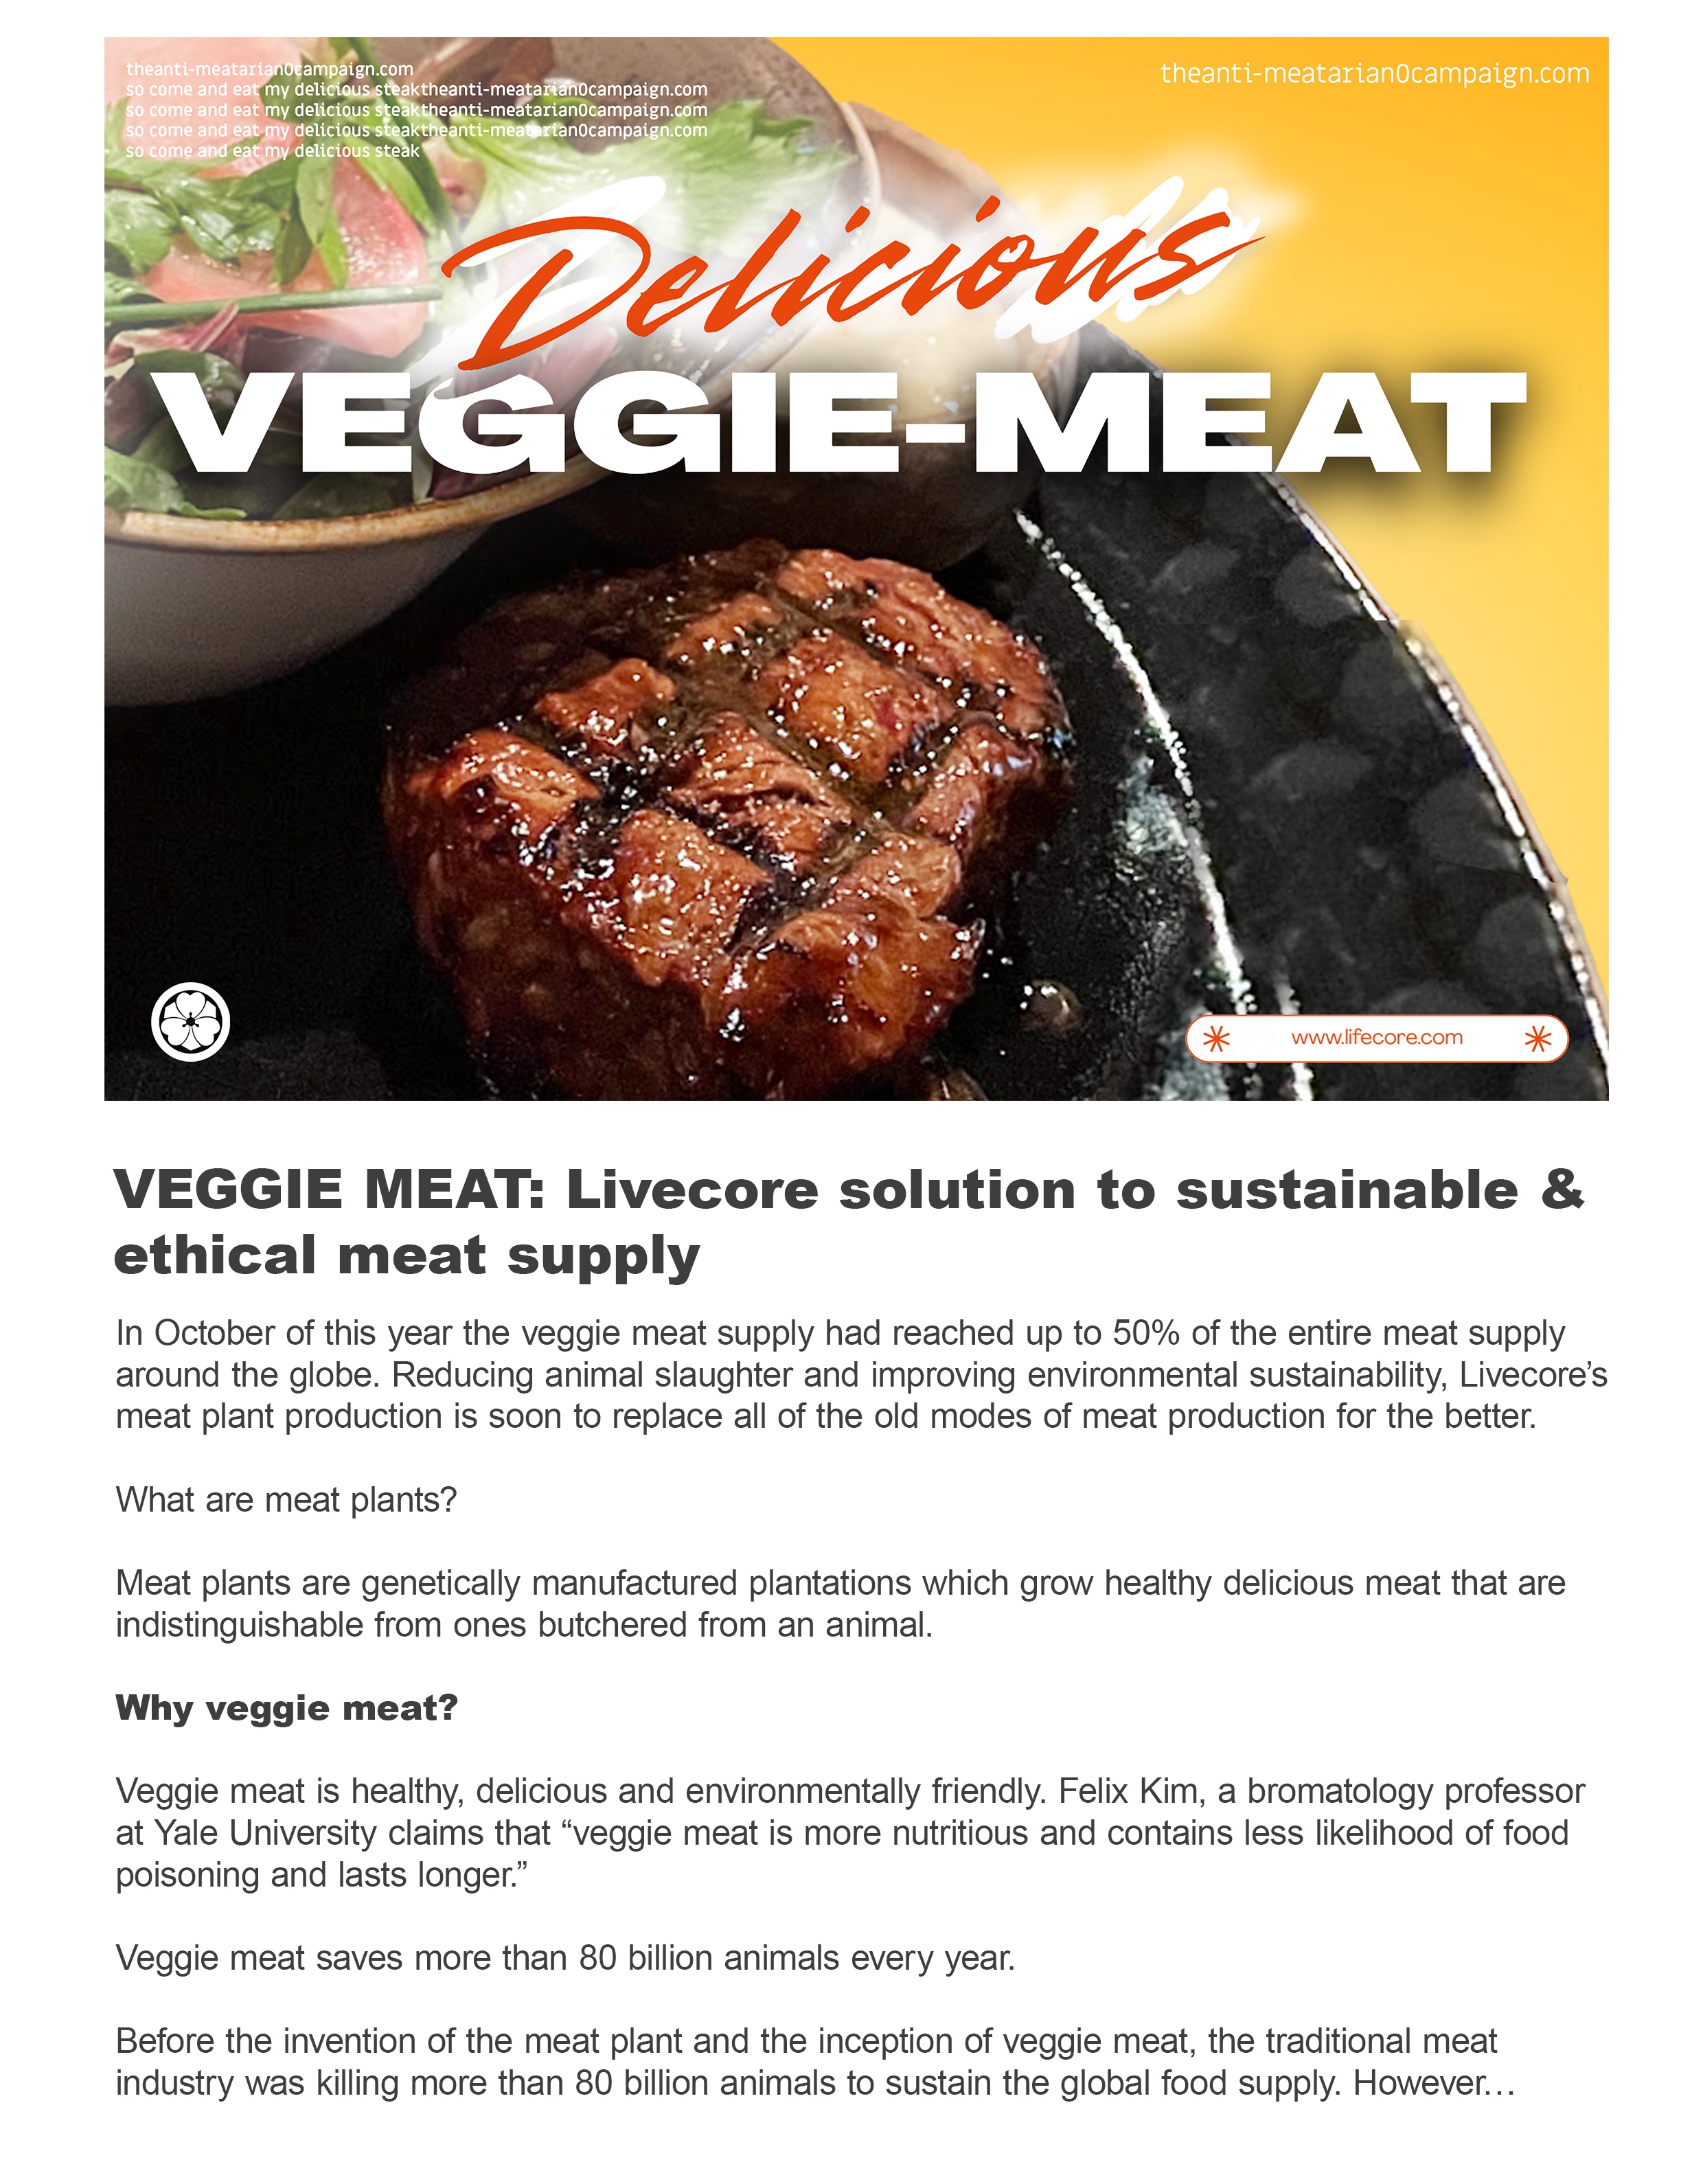 theanti-meatarian0campaign.com
so come and eat my delicious steaktheanti-meatarian0campaign.com
so come and eat my delicious steaktheanti-meatarian0campaign.com
so come and eat my delicious steaktheanti-meatarian0campaign.com
so come and eat my delicious steak
theanti-meatarian0campaign.com
Delicious
VEGGIE-MEAT
www.lifecore.com
VEGGIE MEAT: Livecore solution to sustainable &
ethical meat supply
In October of this year the veggie meat supply had reached up to 50% of the entire meat supply
around the globe. Reducing animal slaughter and improving environmental sustainability, Livecore’s
meat plant production is soon to replace all of the old modes of meat production for the better.
What are meat plants?
Meat plants are genetically manufactured plantations which grow healthy delicious meat that are
indistinguishable from ones butchered from an animal.
Why veggie meat?
Veggie meat is healthy, delicious and environmentally friendly. Felix Kim, a bromatology professor
at Yale University claims that “veggie meat is more nutritious and contains less likelihood of food
poisoning and lasts longer.”
Veggie meat saves more than 80 billion animals every year.
Before the invention of the meat plant and the inception of veggie meat, the traditional meat
industry was killing more than 80 billion animals to sustain the global food supply. However…